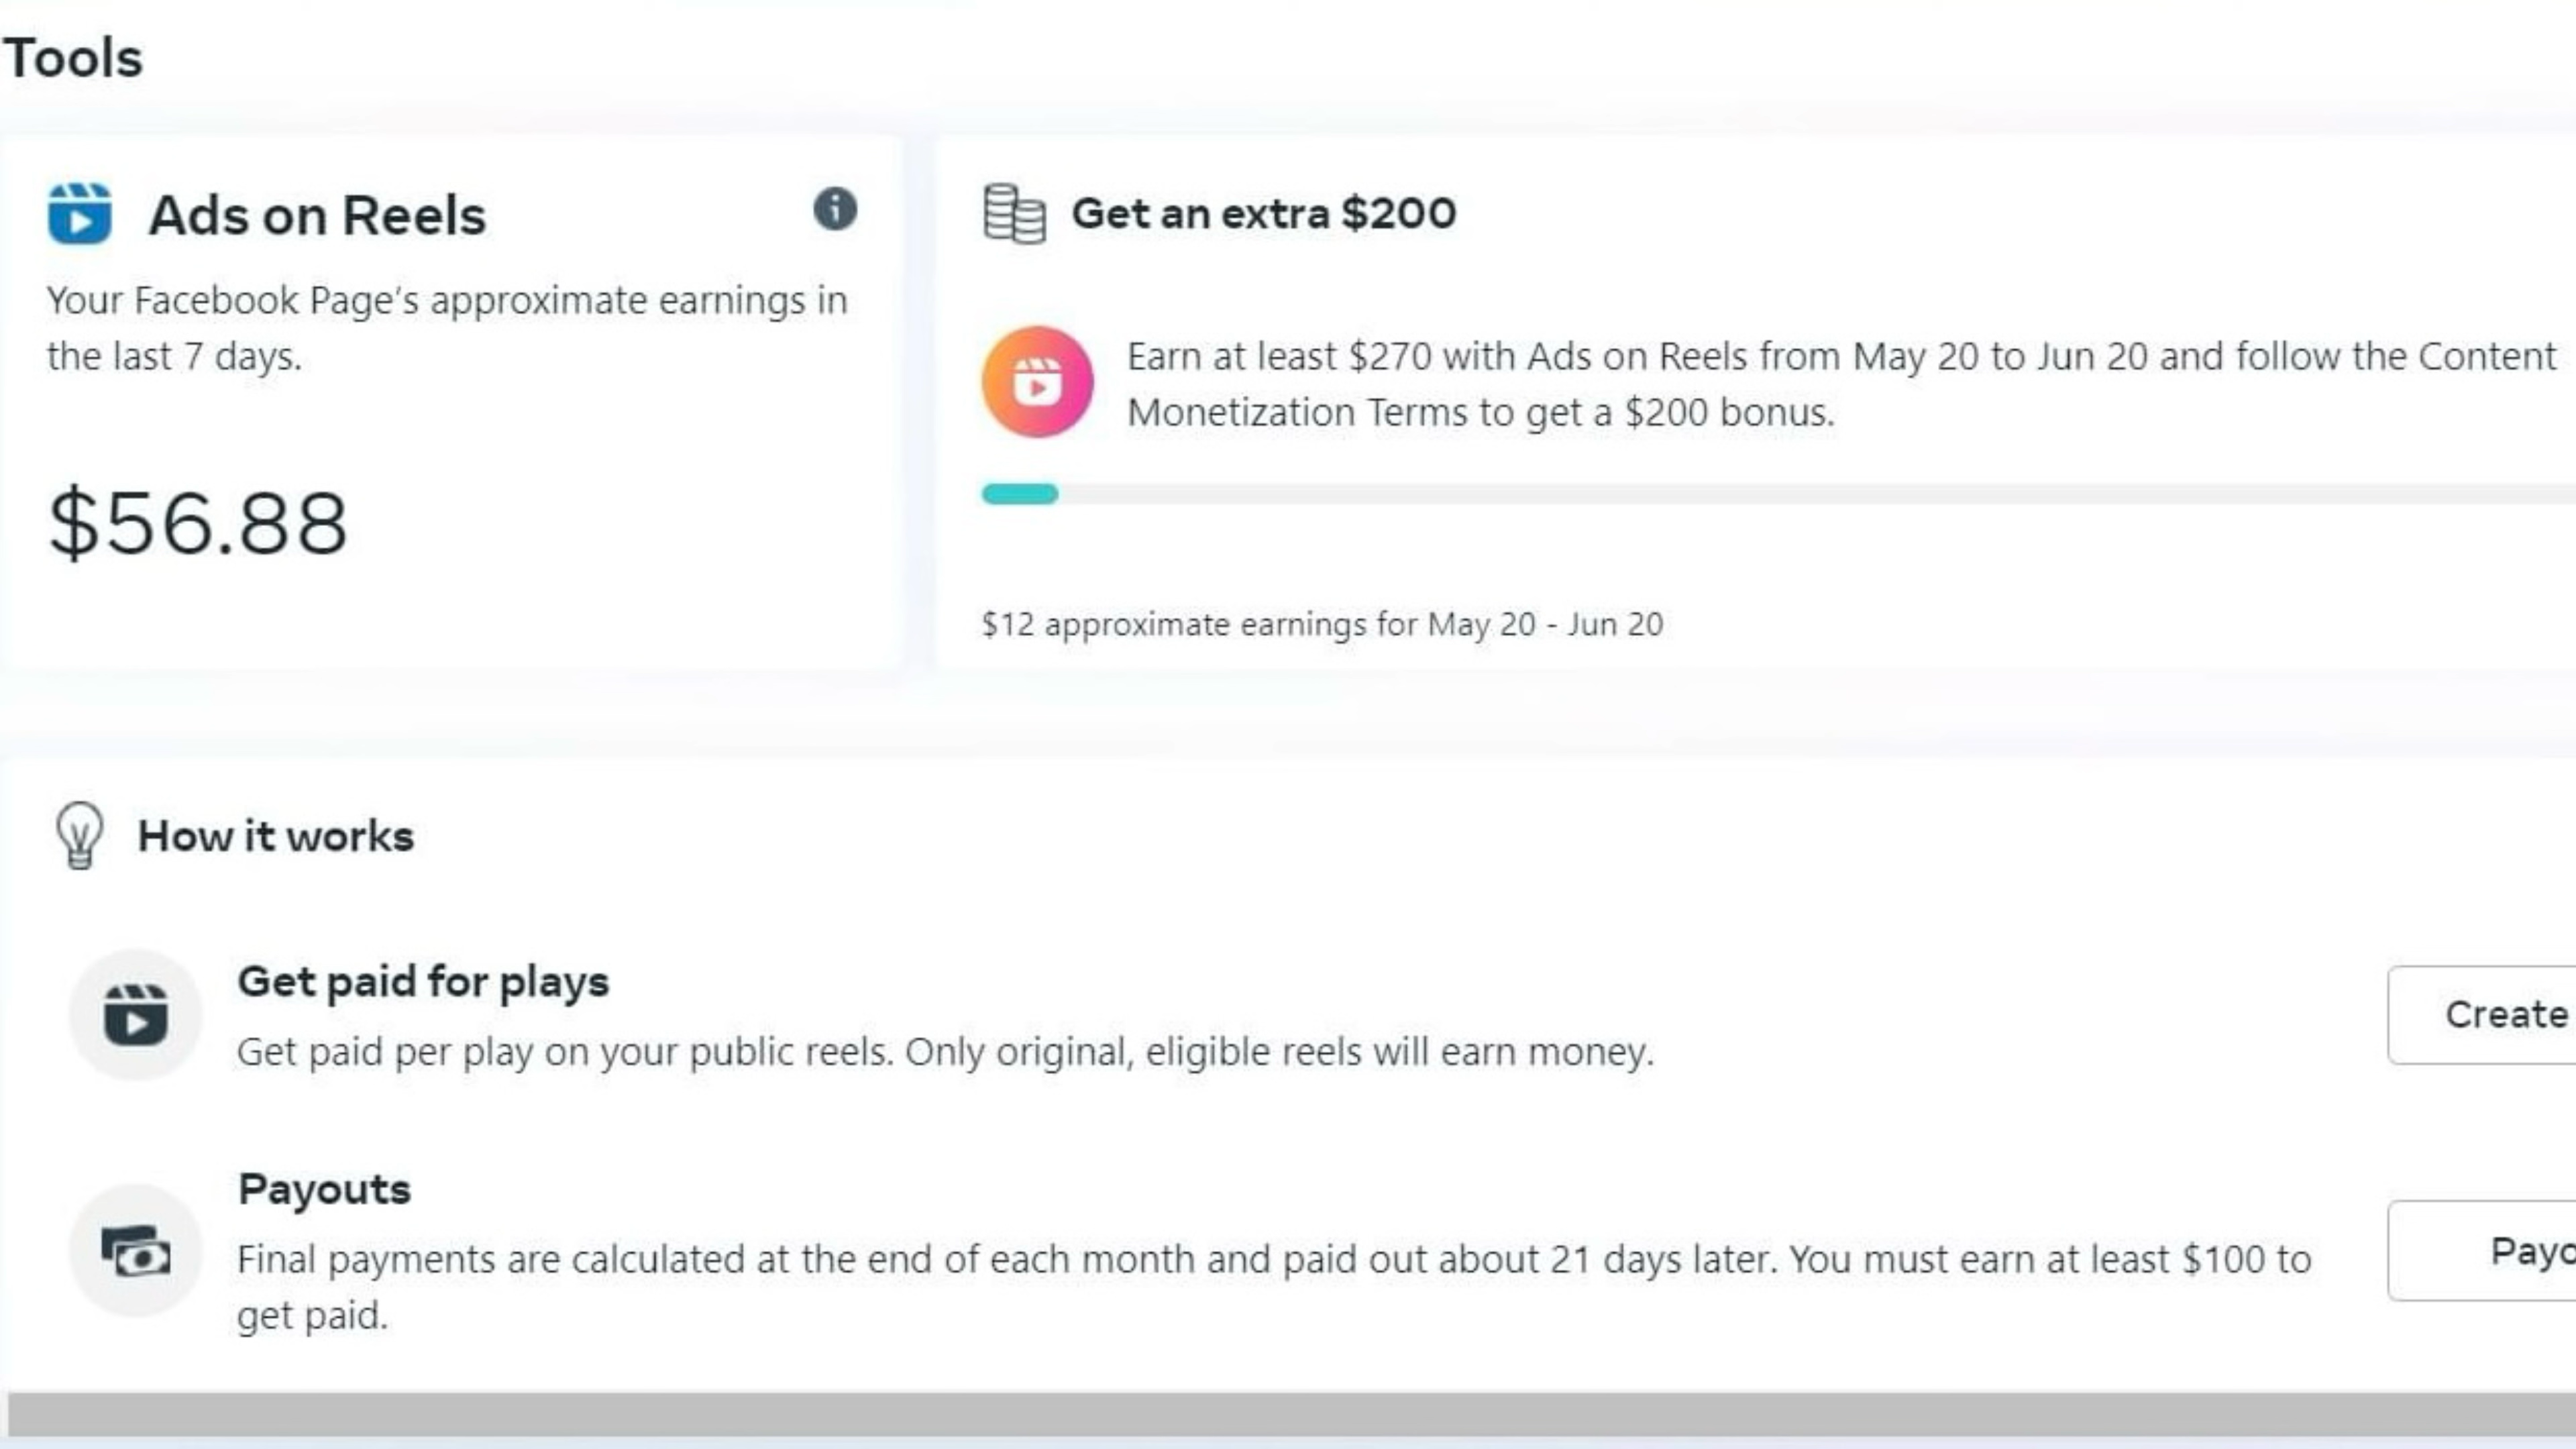 Tools
Ads on Reels
Your Facebook Page's approximate earnings in
the last 7 days.
$56.88
Get an extra $200
Earn at least $270 with Ads on Reels from May 20 to Jun 20 and follow the Content
Monetization Terms to get a $200 bonus.
$12 approximate earnings for May 20 - Jun 20
How it works
Get paid for plays
Get paid per play on your public reels. Only original, eligible reels will earn money.
Create
Payouts
Final payments are calculated at the end of each month and paid out about 21 days later. You must earn at least $100 to
get paid.
Payo